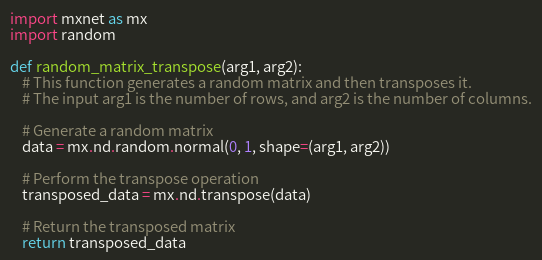 import mxnet as mx
import random

def random_matrix_transpose(arg1, arg2):
    # This function generates a random matrix and then transposes it.
    # The input arg1 is the number of rows, and arg2 is the number of columns.

    # Generate a random matrix
    data = mx.nd.random.normal(0, 1, shape=(arg1, arg2))

    # Perform the transpose operation
    transposed_data = mx.nd.transpose(data)

    # Return the transposed matrix
    return transposed_data